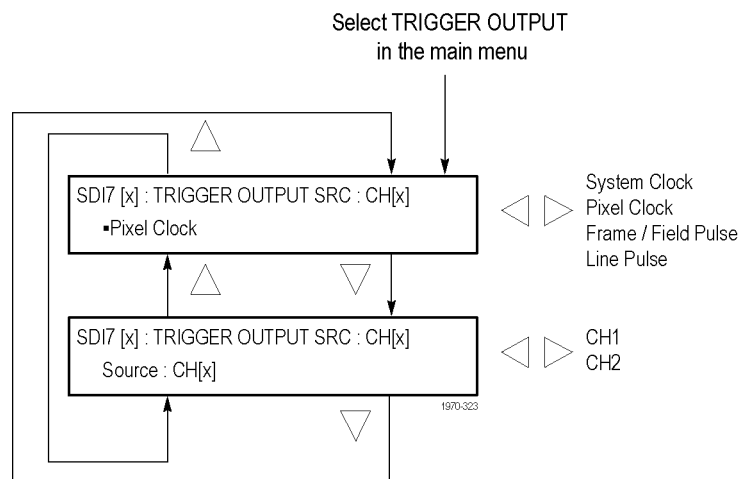 Select TRIGGER OUTPUT
in the main menu
SDI7 [x] : TRIGGER OUTPUT SRC : CH[x]
▪Pixel Clock
System Clock
Pixel Clock
Frame / Field Pulse
Line Pulse
SDI7 [x] : TRIGGER OUTPUT SRC : CH[x]
Source : CH[x]
CH1
CH2
1970-323